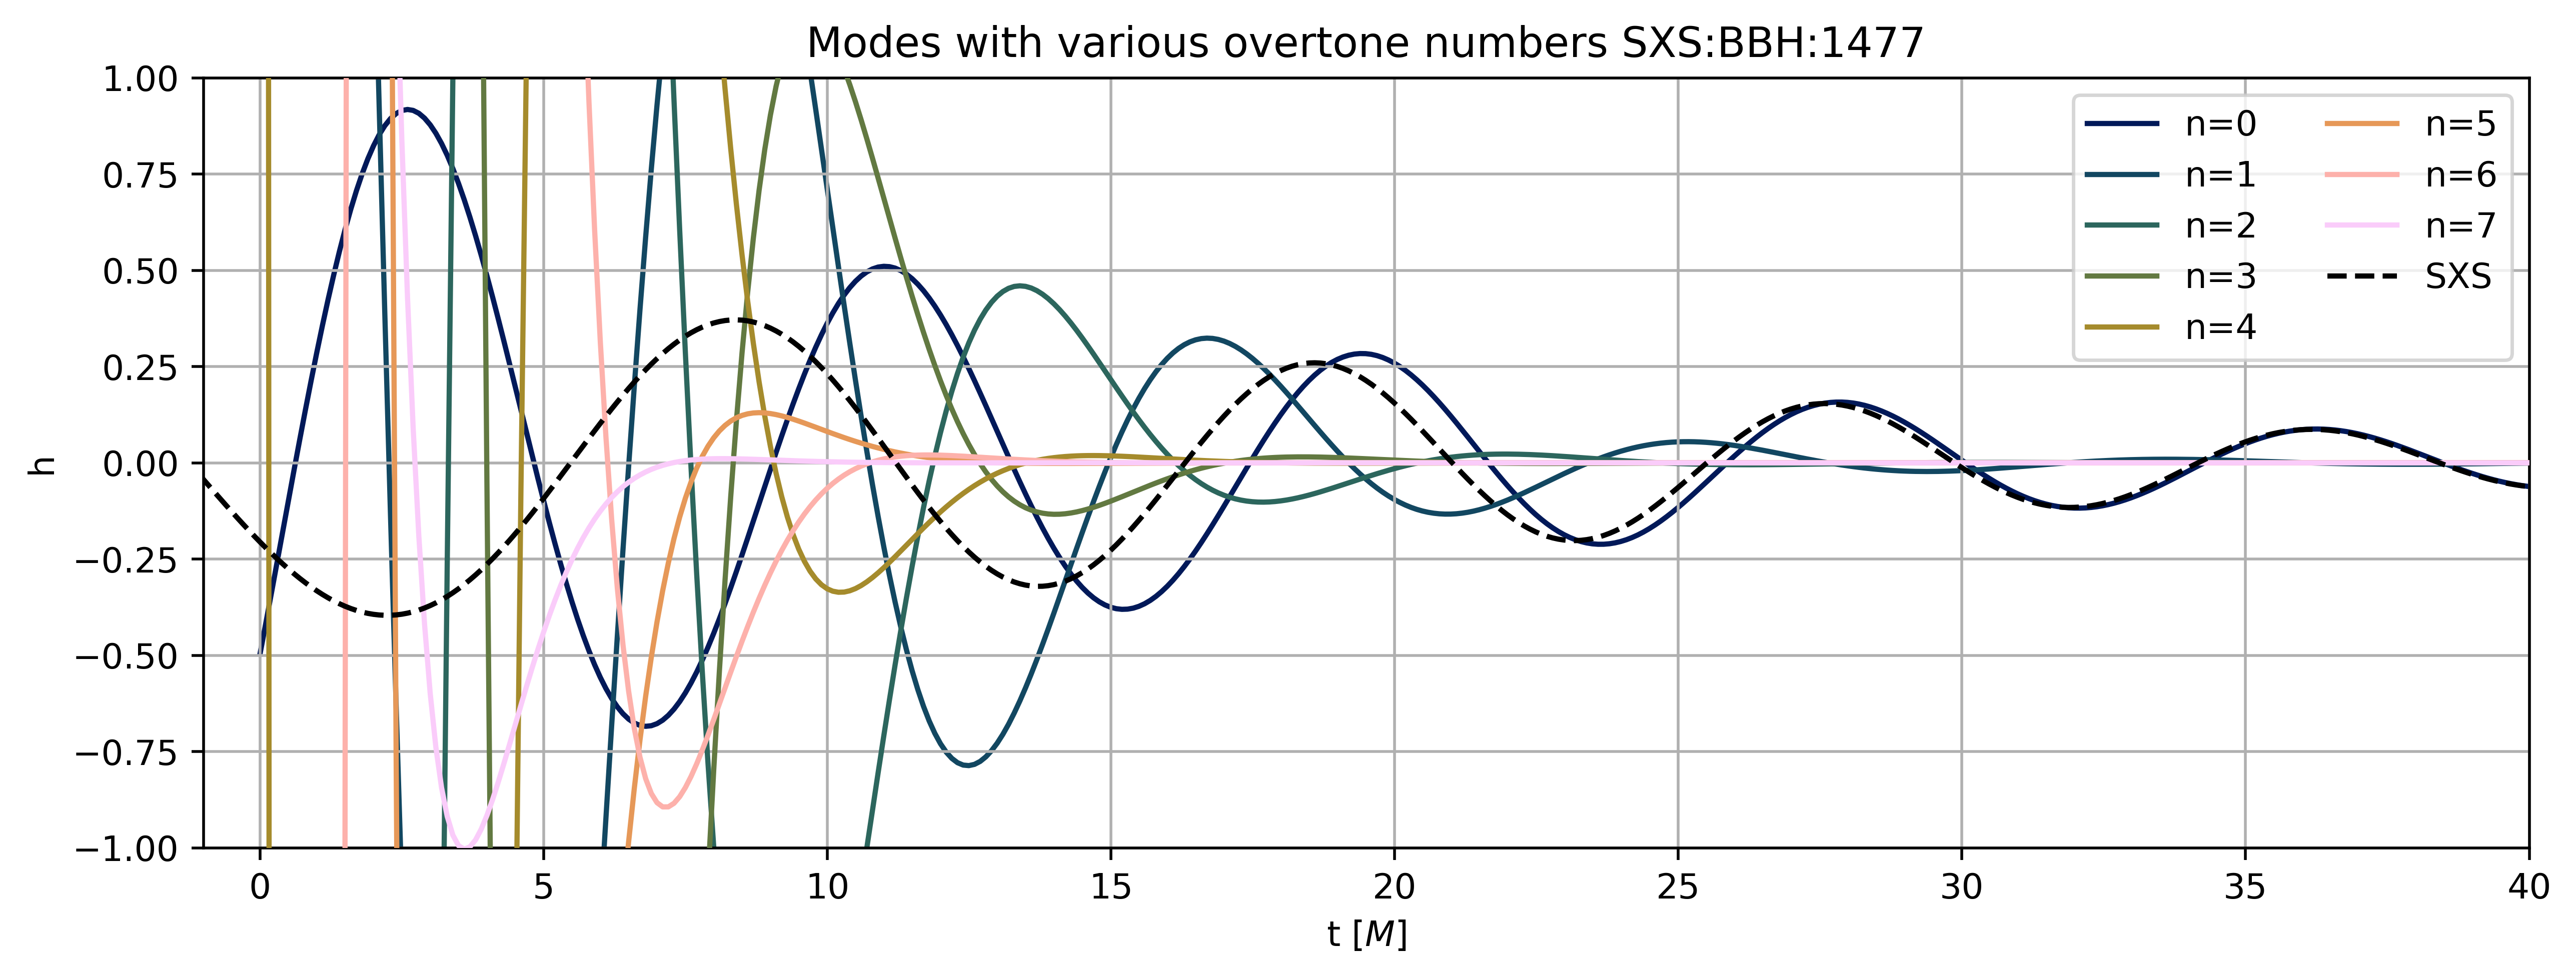 Modes with various overtone numbers SXS:BBH:1477
h
1.00
0.75
0.50
0.25
0.00
−0.25
−0.50
−0.75
−1.00
n=0
n=1
n=2
n=3
n=4
n=5
n=6
n=7
SXS
0 5 10 15 20 25 30 35 40
t [M]